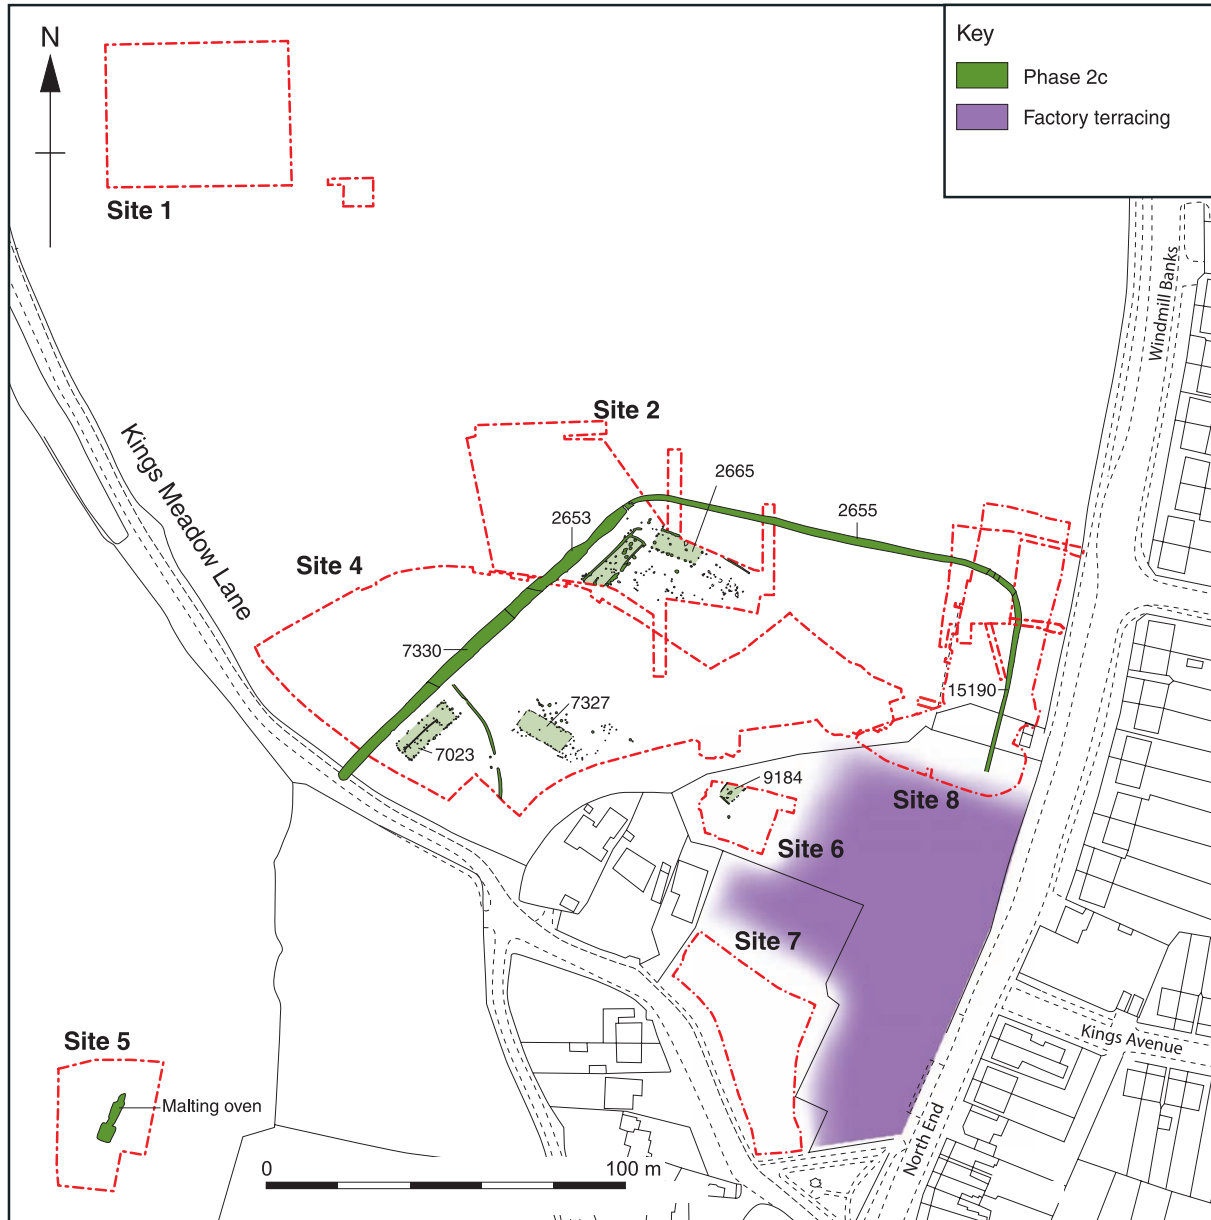 N
Key
Phase 2c
Factory terracing
Site 1
Windmill Banks
Site 2
Kings Meadow Lane
2665
2655
2653
Site 4
7330
15190
7327
7023
9184
Site 8
Site 6
Site 7
Kings Avenue
Site 5
Malting oven
North End
0
100 m